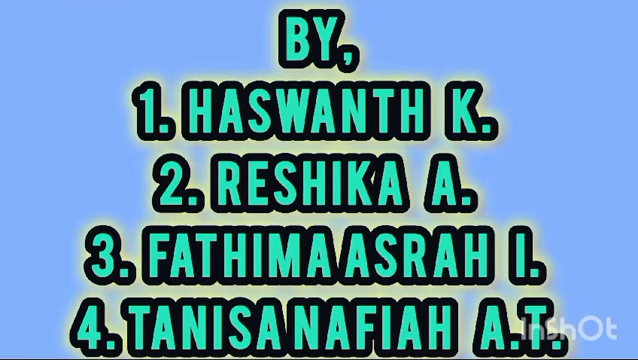 BY,
1. HASWANTH K.
2. RESHIKA A.
3. FATHIMA ASRAH I.
4. TANISA NAFIAH A.T.
InShOt